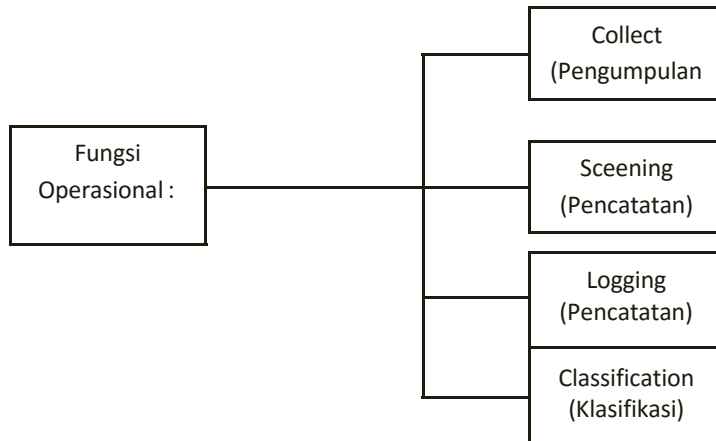 Collect
(Pengumpulan
Fungsi
Operasional :
Sceening
(Pencatatan)
Logging
(Pencatatan)
Classification
(Klasifikasi)